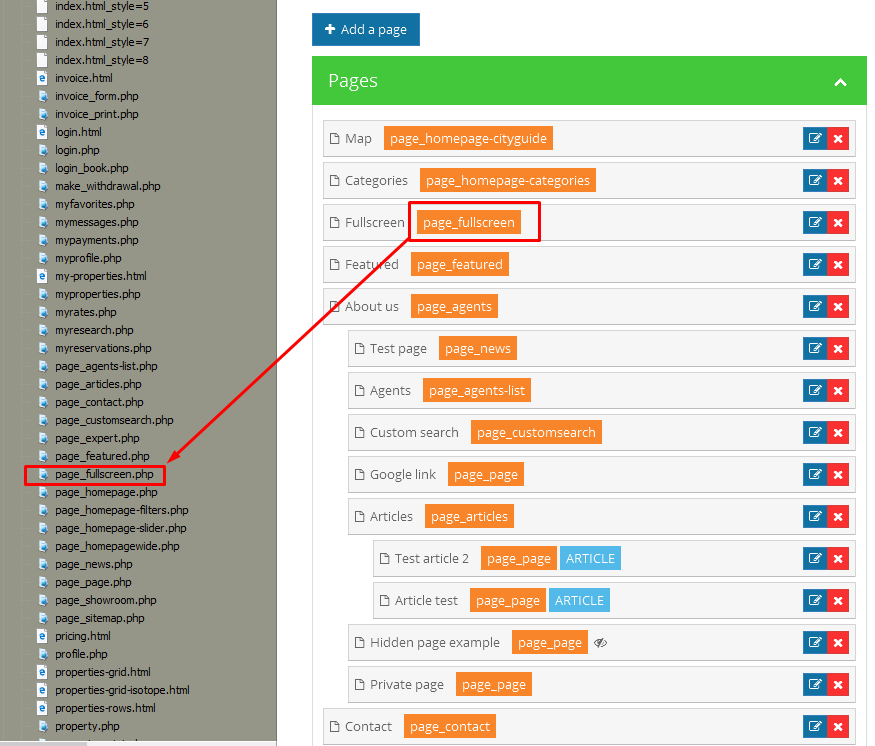 index.html_style=5
index.html_style=6
index.html_style=7
index.html_style=8
invoice.html
invoice_form.php
invoice_print.php
login.html
login.php
login_book.php
make_withdrawal.php
myfavorites.php
mymessages.php
mypayments.php
myprofile.php
my-properties.html
myproperties.php
myrates.php
myresearch.php
myreservations.php
page_agents-list.php
page_articles.php
page_contact.php
page_customsearch.php
page_expert.php
page_featured.php
page_fullscreen.php
page_homepage.php
page_homepage-filters.php
page_homepage-slider.php
page_homepagewide.php
page_news.php
page_page.php
page_showroom.php
page_sitemap.php
pricing.html
profile.php
properties-grid.html
properties-grid-isotope.html
properties-rows.html
property.php
Add a page
Pages
Map page_homepage-cityguide
Categories page_homepage-categories
Fullscreen page_fullscreen
Featured page_featured
About us page_agents
Test page page_news
Agents page_agents-list
Custom search page_customsearch
Google link page_page
Articles page_articles
Test article 2 page_page ARTICLE
Article test page_page ARTICLE
Hidden page example page_page
Private page page_page
Contact page_contact